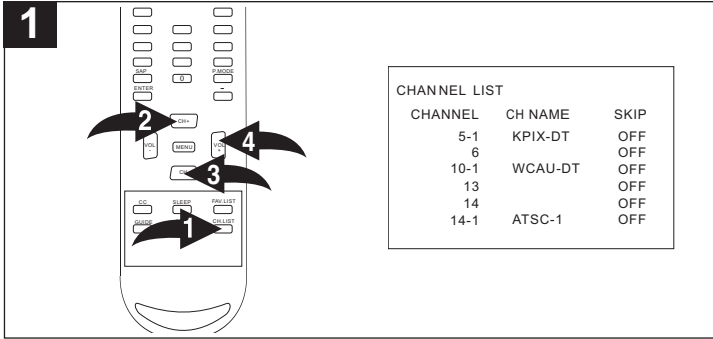 1
SAP
0
P.MODE
ENTER
-
2
CH+
VOL
-
MENU
VOL
+
4
3
CC
SLEEP
FAV.LIST
GUIDE
1
CH.LIST
CHANNEL LIST
CHANNEL CH NAME SKIP
5-1 KPIX-DT OFF
6 OFF
10-1 WCAU-DT OFF
13 OFF
14 OFF
14-1 ATSC-1 OFF